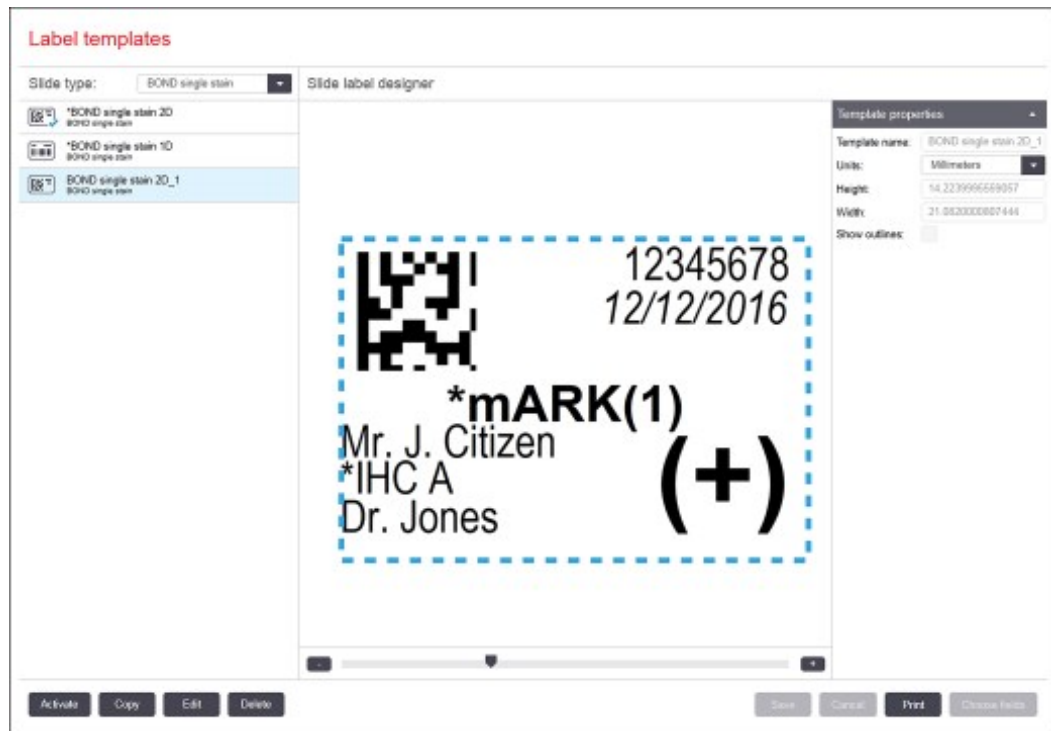 Label templates
Slide type: BOND single stain
Slide label designer
*BOND single stain 2D
BOND single stain
*BOND single stain 1D
BOND single stain
BOND single stain 2D_1
BOND single stain
12345678
12/12/2016
*mARK(1)
Mr. J. Citizen
*IHC A
Dr. Jones
(+)
Template properties
Template name: BOND single stain 2D_1
Units: Millimeters
Height: 14.2239995559057
Width: 21.0820000807444
Show outlines:
- +
Activate Copy Edit Delete Save Cancel Print Choose fields